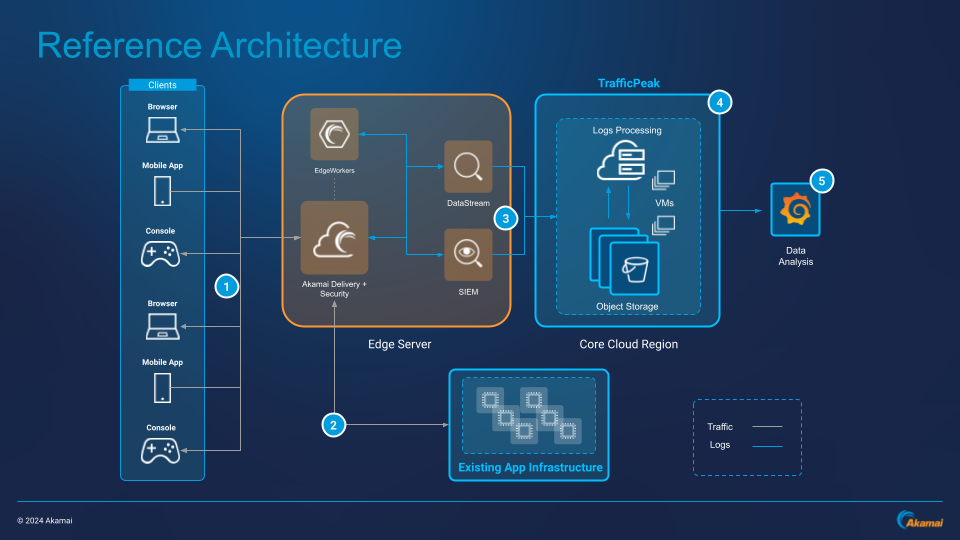 Reference Architecture
Clients
Browser
Mobile App
Console
Browser
Mobile App
Console
1
EdgeWorkers
Akamai Delivery +
Security
DataStream
SIEM
3
Edge Server
2
TrafficPeak
4
Logs Processing
VMs
Object Storage
Core Cloud Region
5
Data
Analysis
Existing App Infrastructure
Traffic
Logs
© 2024 Akamai
Akamai